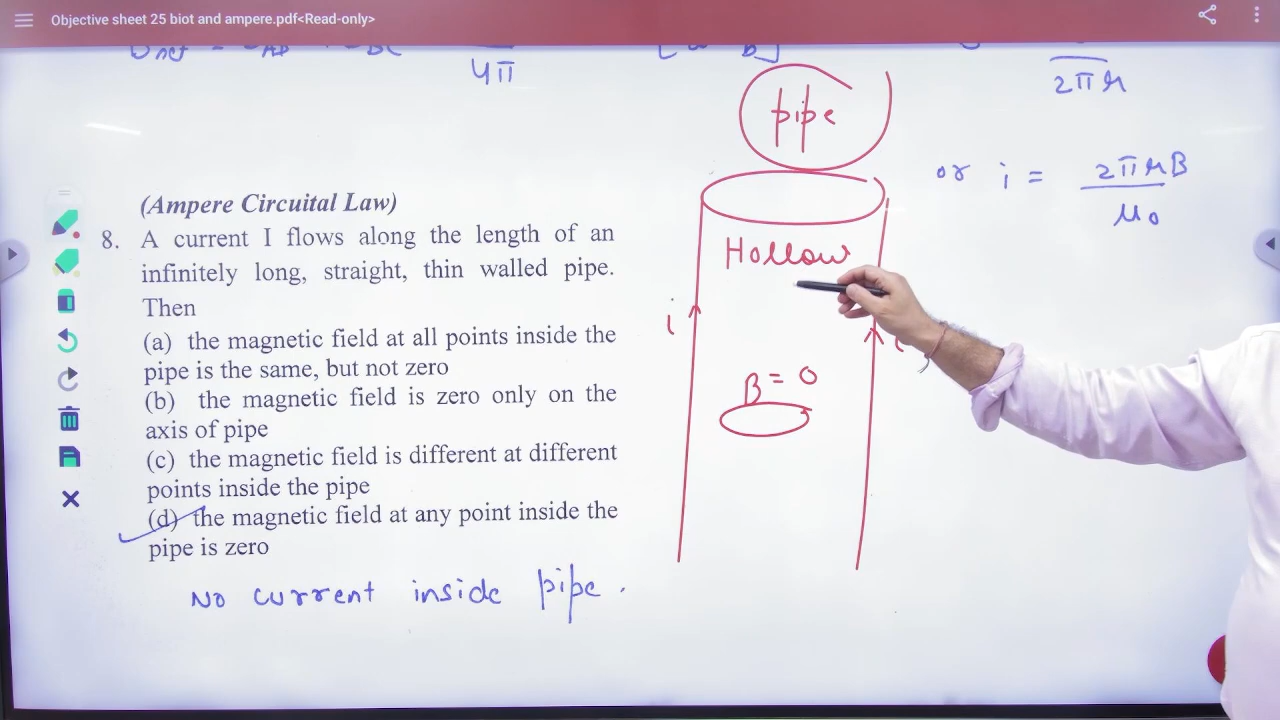 Objective sheet 25 biot and ampere.pdf<Read-only>
4π
2πr
pipe
or i = 2πrB
μ0
(Ampere Circuital Law)
8. A current I flows along the length of an
infinitely long, straight, thin walled pipe.
Then
(a) the magnetic field at all points inside the
pipe is the same, but not zero
(b) the magnetic field is zero only on the
axis of pipe
(c) the magnetic field is different at different
points inside the pipe
(d) the magnetic field at any point inside the
pipe is zero
Hollow
i
i
B = 0
No current inside pipe.